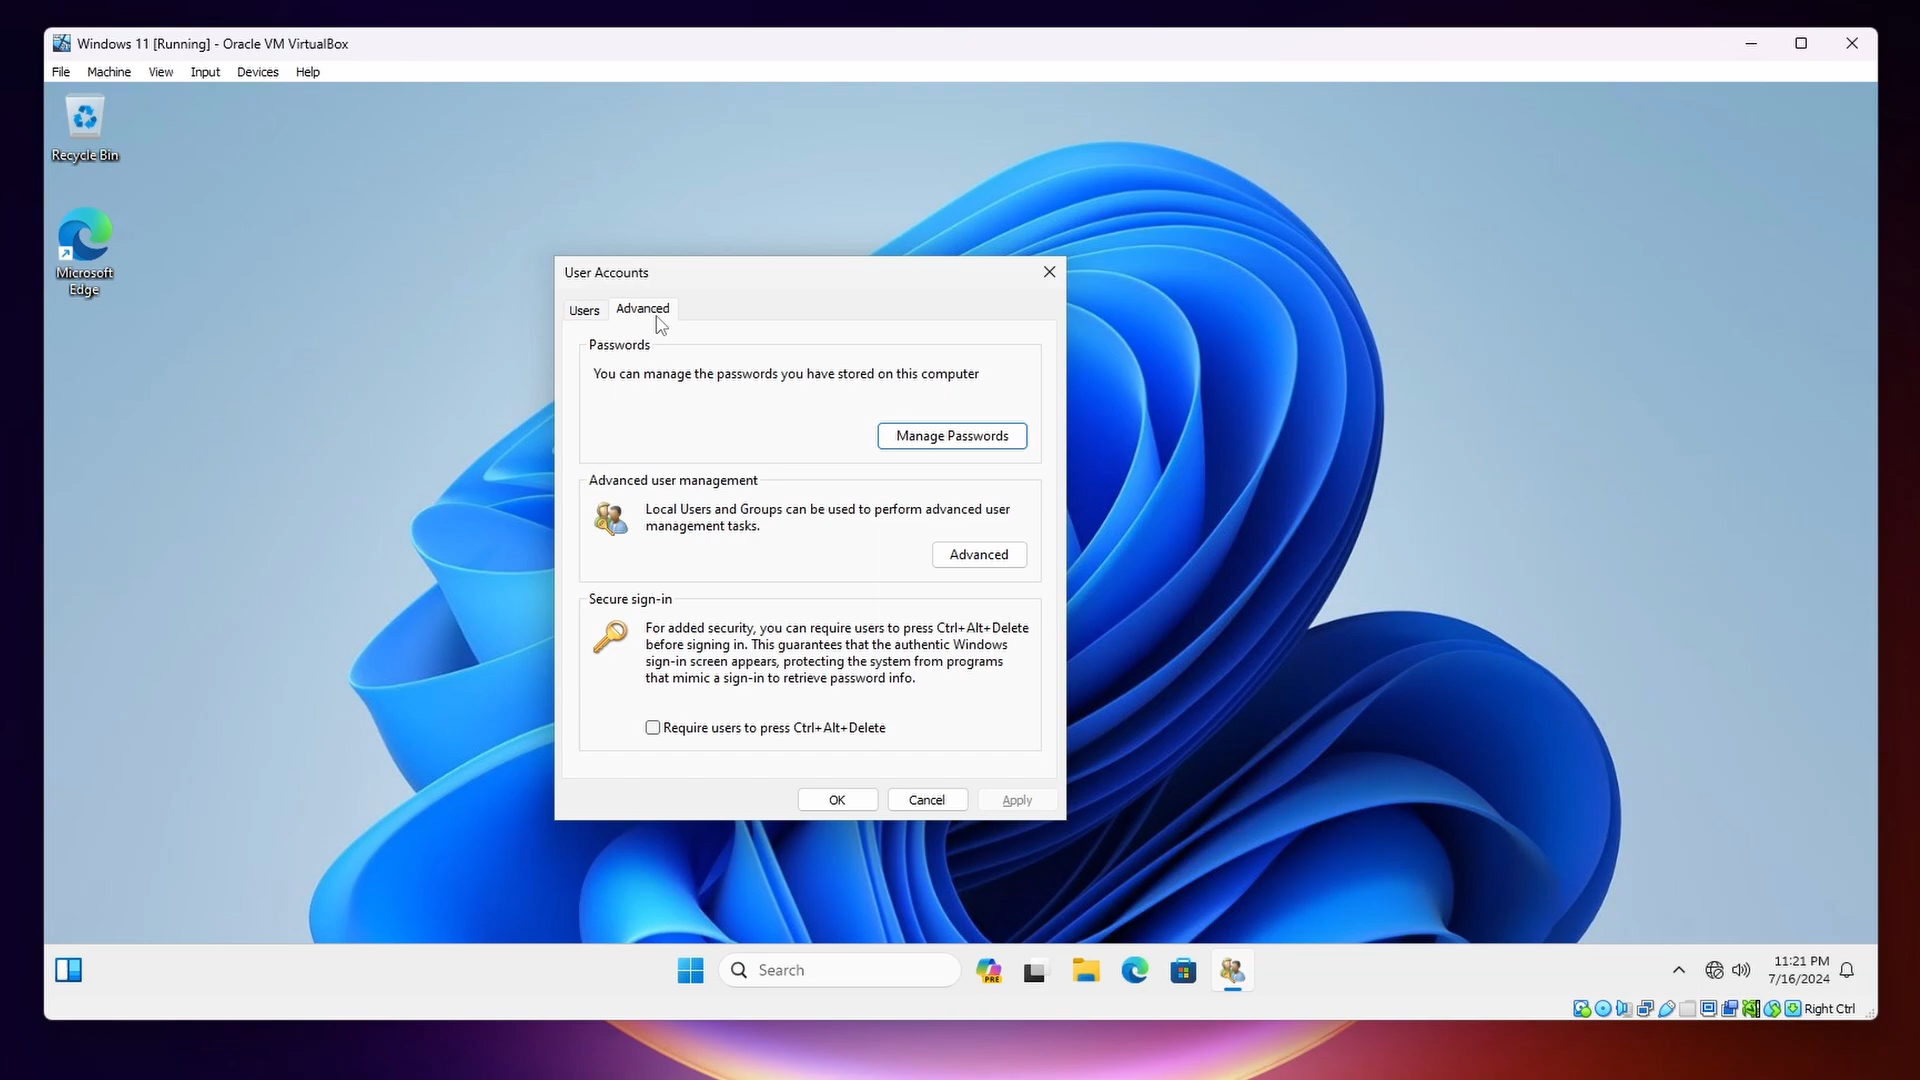 Windows 11 [Running] - Oracle VM VirtualBox
File Machine View Input Devices Help
Recycle Bin
Microsoft
Edge
User Accounts
Users Advanced
Passwords
You can manage the passwords you have stored on this computer
Manage Passwords
Advanced user management
Local Users and Groups can be used to perform advanced user
management tasks.
Advanced
Secure sign-in
For added security, you can require users to press Ctrl+Alt+Delete
before signing in. This guarantees that the authentic Windows
sign-in screen appears, protecting the system from programs
that mimic a sign-in to retrieve password info.
Require users to press Ctrl+Alt+Delete
OK Cancel Apply
Search
PRE
11:21 PM
7/16/2024
Right Ctrl